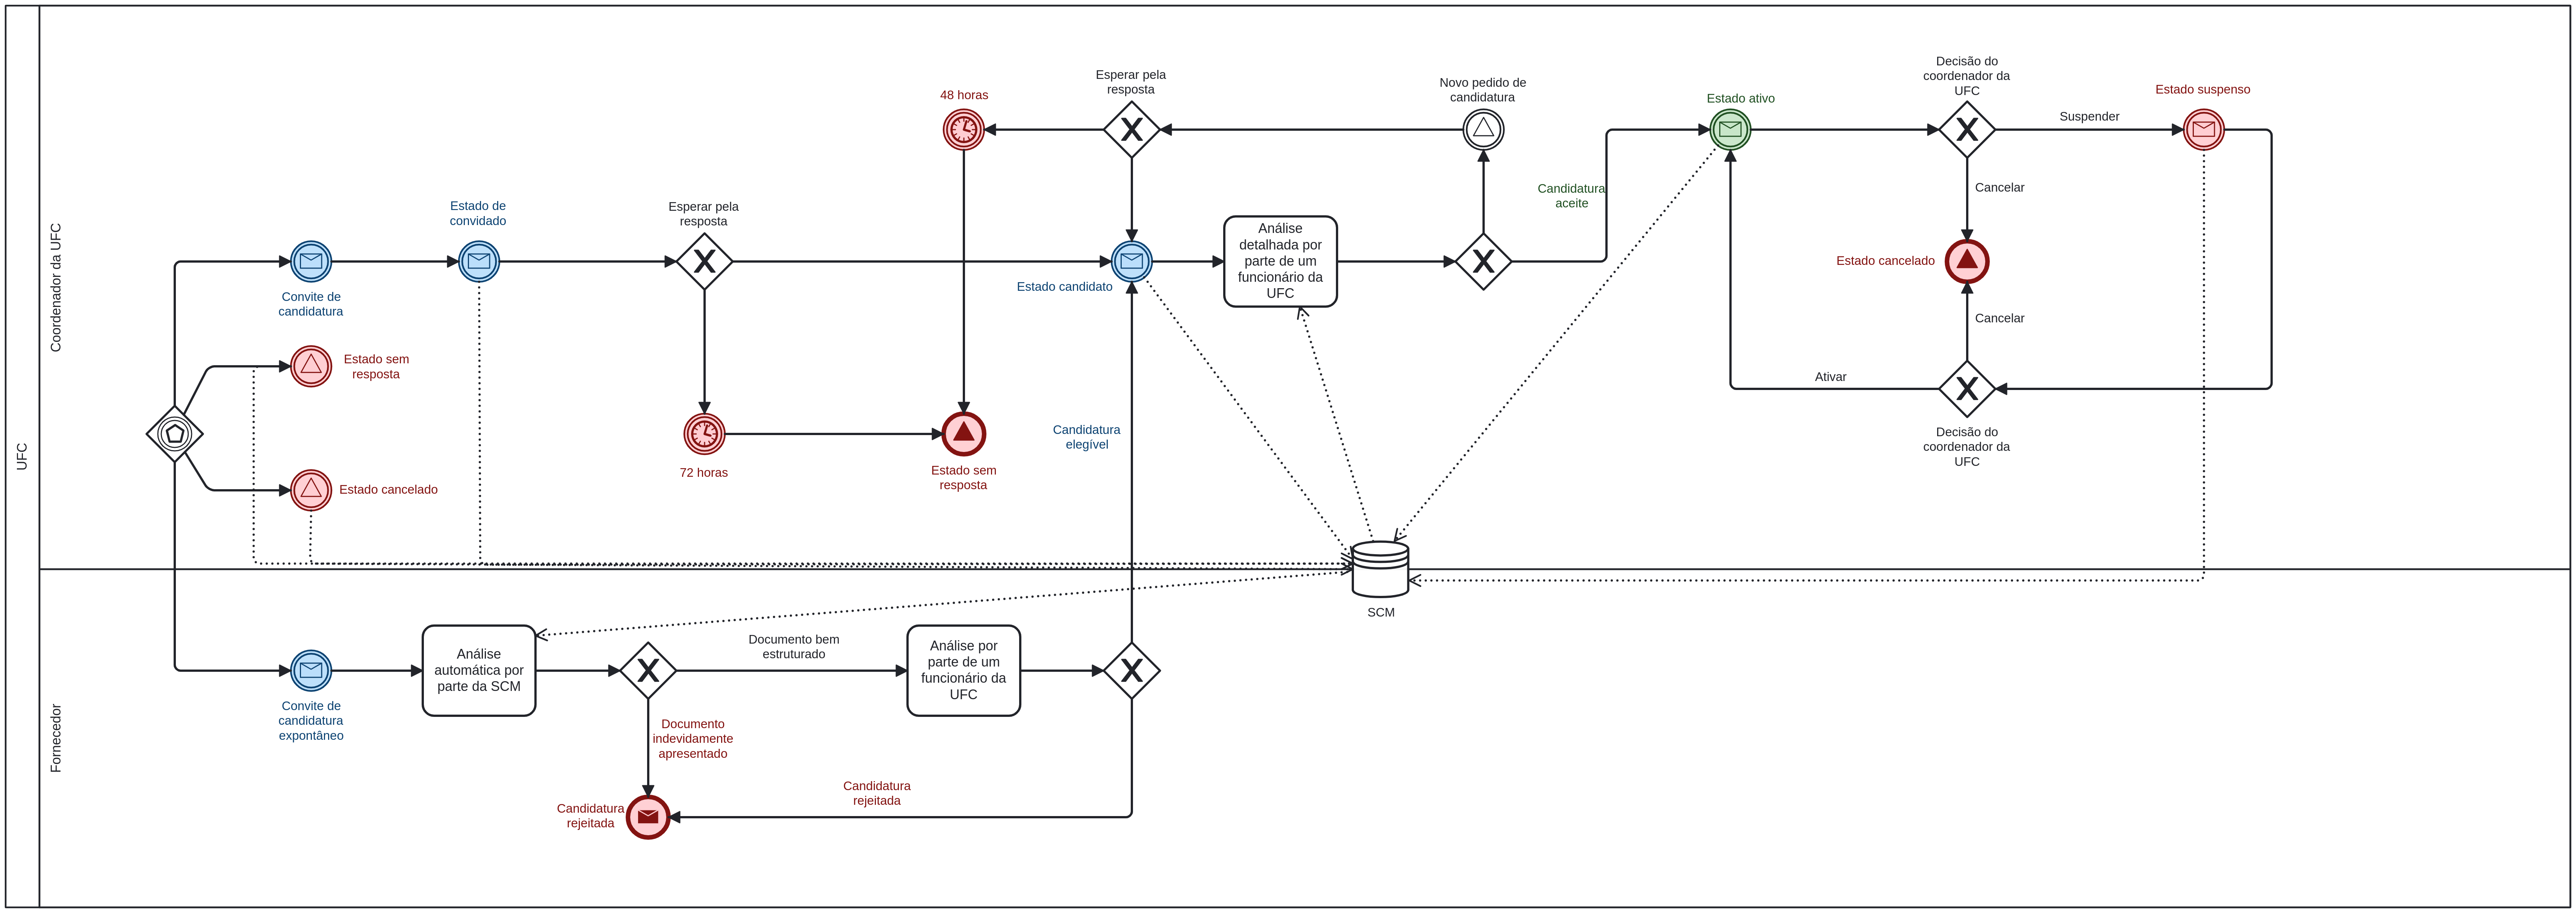 UFC
Coordenador da UFC
Fornecedor
Convite de
candidatura
Estado de
convidado
Estado sem
resposta
Estado cancelado
Esperar pela
resposta
72 horas
48 horas
Estado sem
resposta
Esperar pela
resposta
Estado candidato
Candidatura
elegível
Análise
detalhada por
parte de um
funcionário da
UFC
Novo pedido de
candidatura
Candidatura
aceite
Estado ativo
Decisão do
coordenador da
UFC
Suspender
Estado suspenso
Cancelar
Estado cancelado
Cancelar
Ativar
Decisão do
coordenador da
UFC
SCM
Convite de
candidatura
expontâneo
Análise
automática por
parte da SCM
Documento bem
estruturado
Análise por
parte de um
funcionário da
UFC
Documento
indevidamente
apresentado
Candidatura
rejeitada
Candidatura
rejeitada